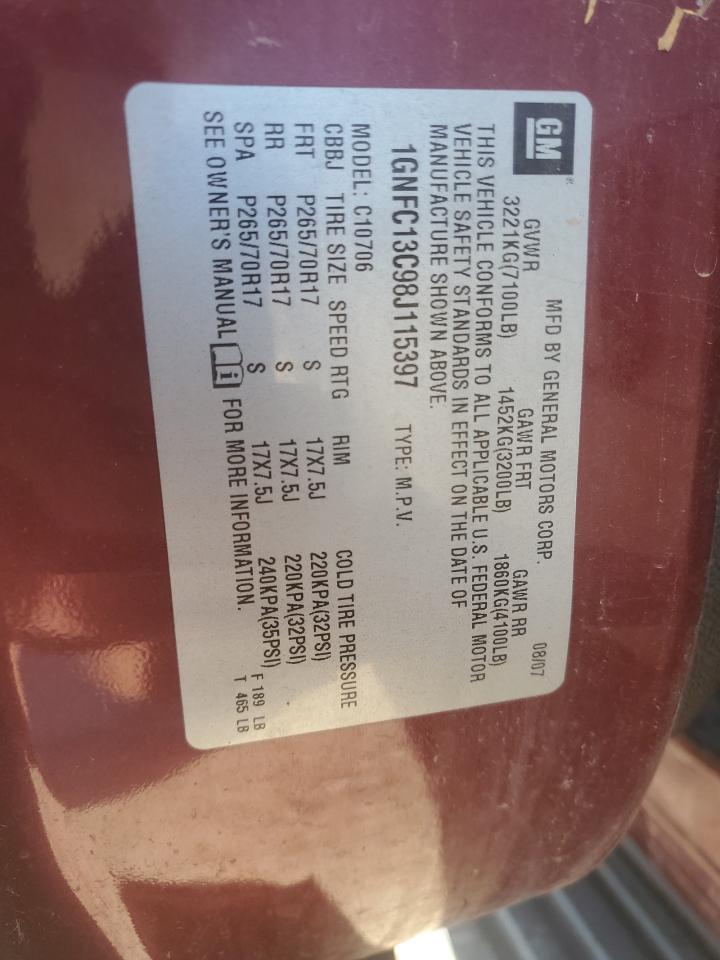 GM
MFD BY GENERAL MOTORS CORP. 08/07
GVWR GAWR FRT GAWR RR
3221KG(7100LB) 1452KG(3200LB) 1860KG(4100LB)
THIS VEHICLE CONFORMS TO ALL APPLICABLE U.S. FEDERAL MOTOR
VEHICLE SAFETY STANDARDS IN EFFECT ON THE DATE OF
MANUFACTURE SHOWN ABOVE.
1GNFC13C98J115397 TYPE: M.P.V.
MODEL: C10706
CBBJ TIRE SIZE SPEED RTG RIM COLD TIRE PRESSURE
FRT P265/70R17 S 17X7.5J 220KPA(32PSI)
RR P265/70R17 S 17X7.5J 220KPA(32PSI)
SPA P265/70R17 S 17X7.5J 240KPA(35PSI) F 189 LB
SEE OWNER'S MANUAL i FOR MORE INFORMATION. T 465 LB